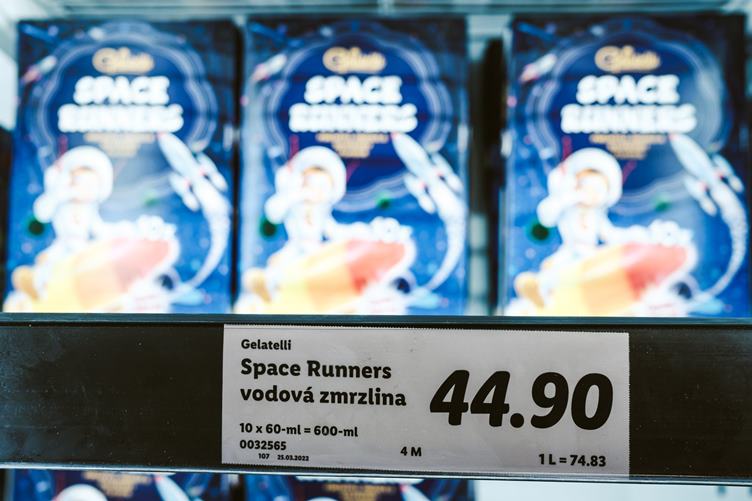 Gelatelli
SPACE
RUNNERS
Gelatelli
SPACE
RUNNERS
Gelatelli
SPACE
RUNNERS
Gelatelli
Space Runners
vodová zmrzlina
44.90
10 x 60-ml = 600-ml
0032565
107 25.03.2022
4 M
1 L = 74.83